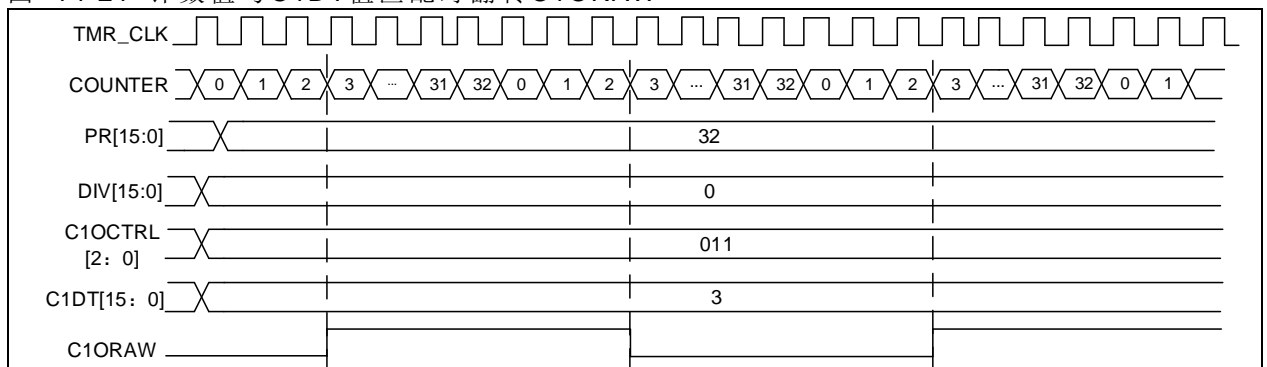 TMR_CLK
COUNTER 0 1 2 3 ... 31 32 0 1 2 3 ... 31 32 0 1 2 3 ... 31 32 0 1
PR[15:0] 32
DIV[15:0] 0
C1OCTRL
[2：0] 011
C1DT[15：0] 3
C1ORAW